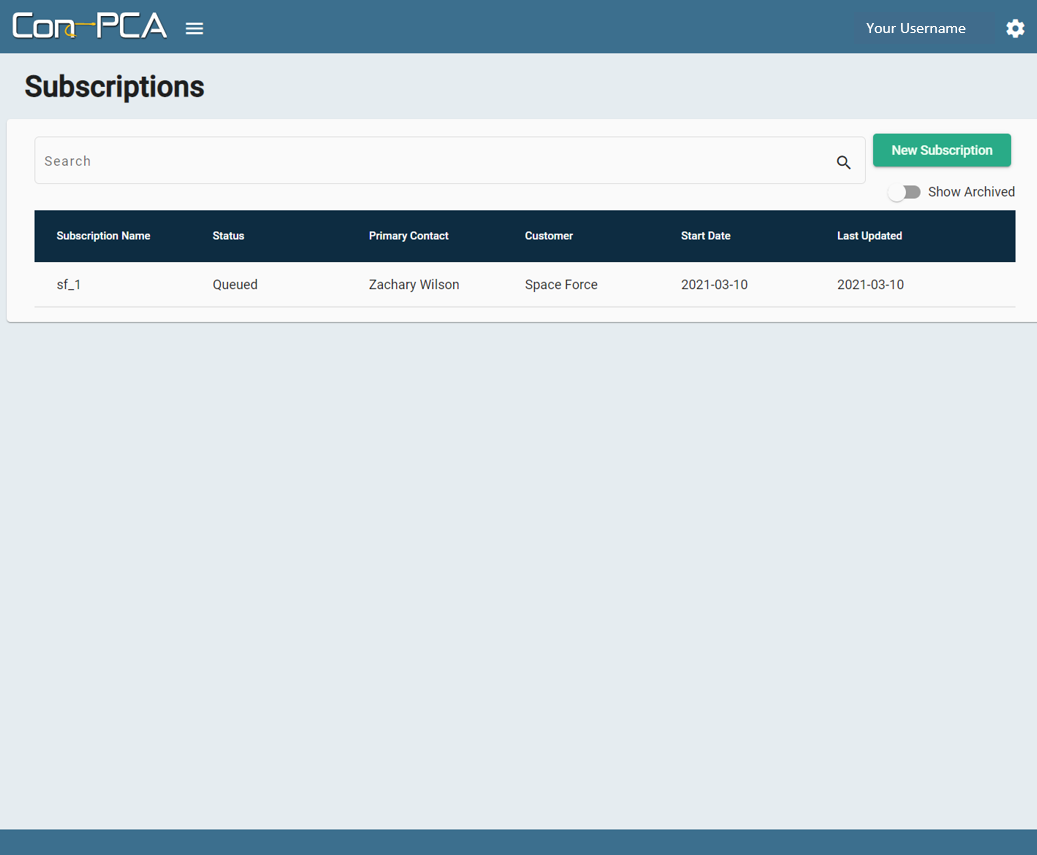 Con-PCA
Your Username
Subscriptions
Search
New Subscription
Show Archived
Subscription Name Status Primary Contact Customer Start Date Last Updated
sf_1 Queued Zachary Wilson Space Force 2021-03-10 2021-03-10